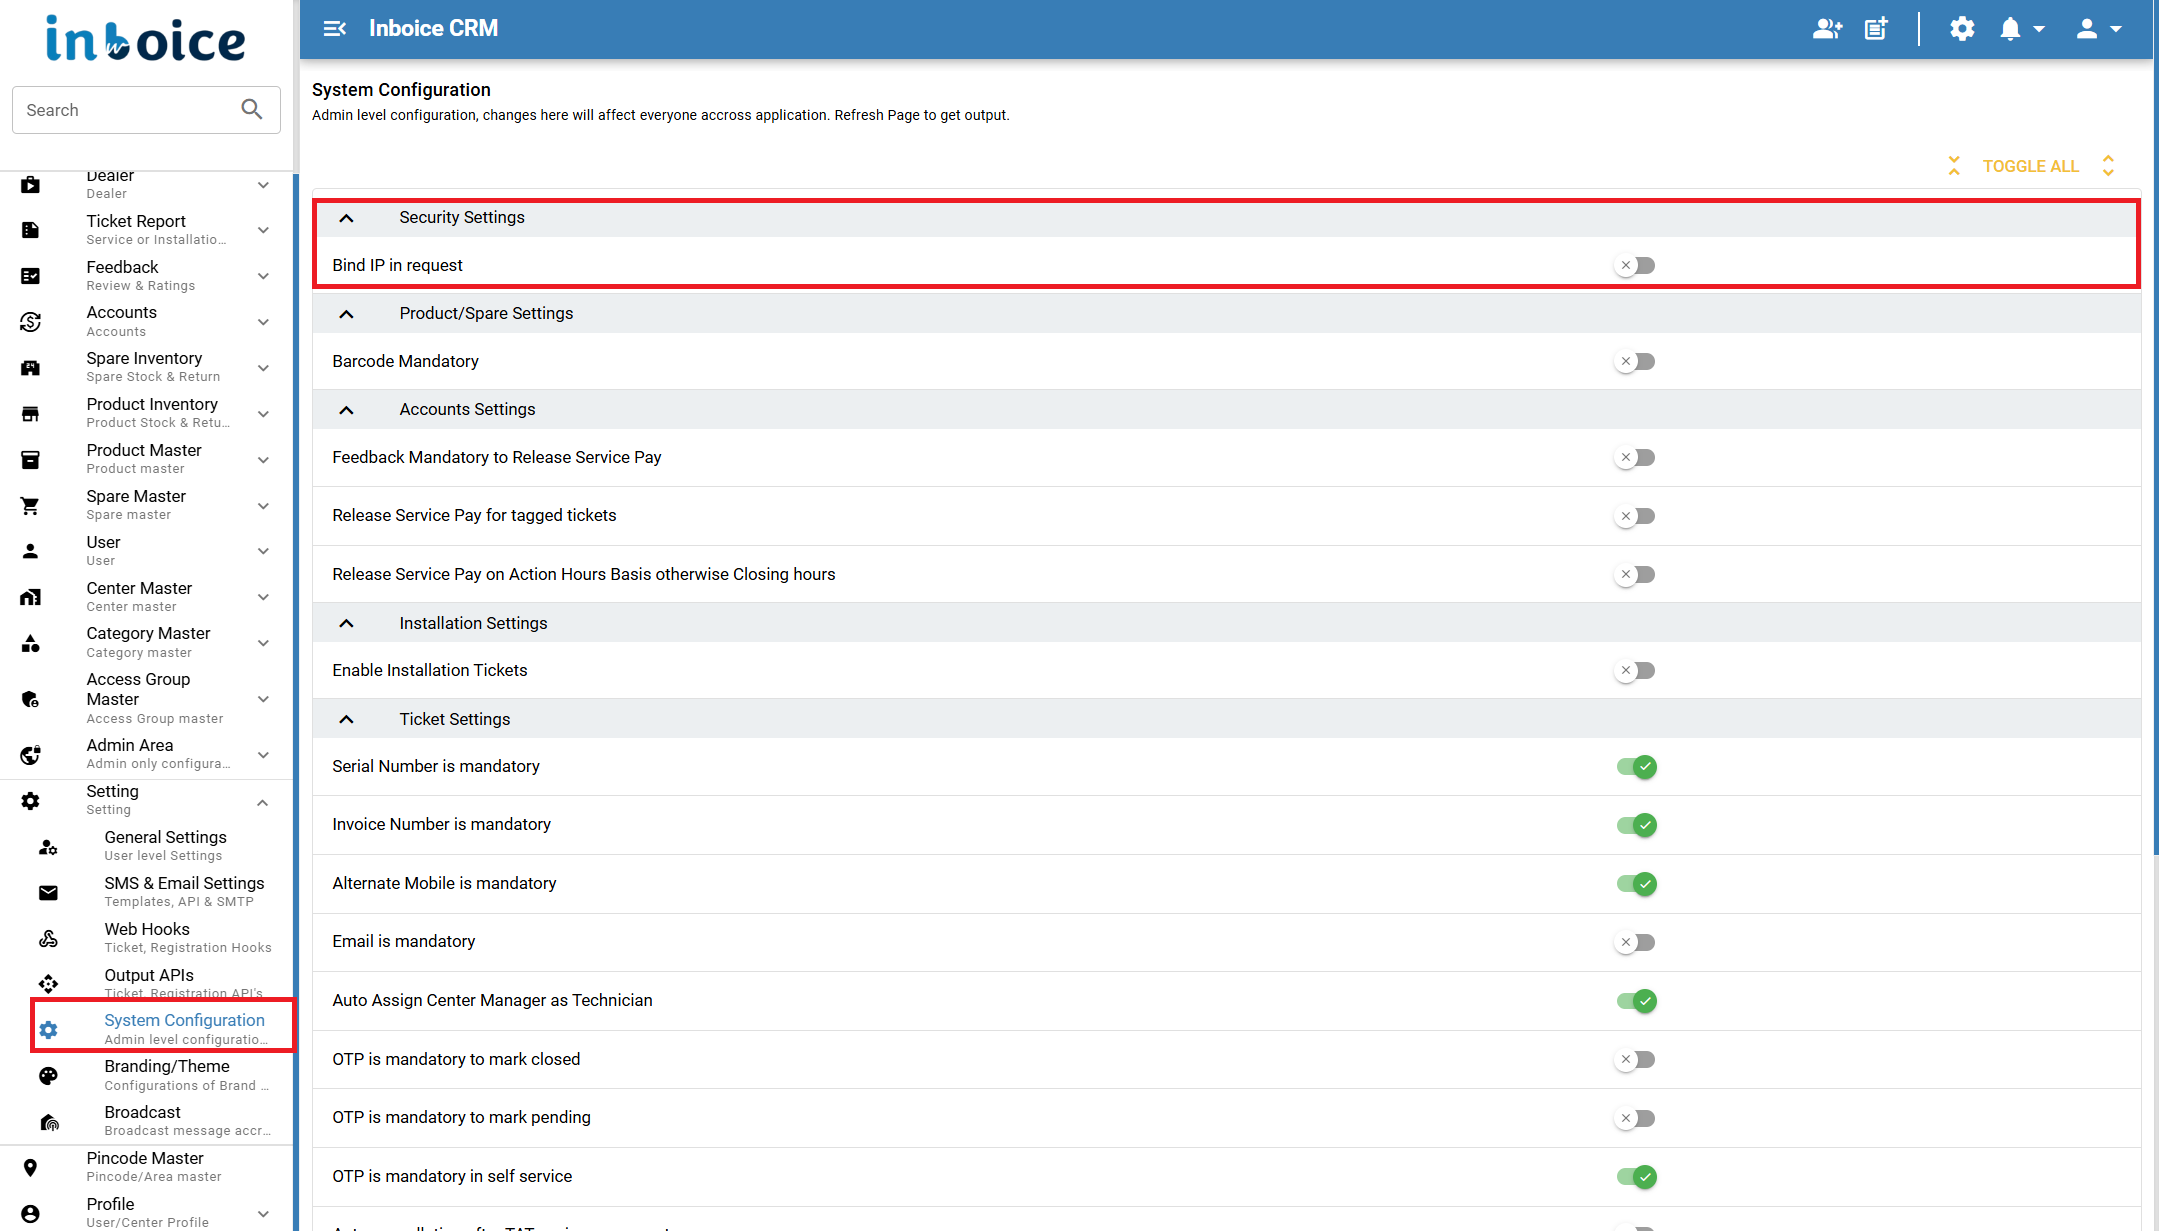 inboice
Search
Dealer
Dealer
Ticket Report
Service or Installatio...
Feedback
Review & Ratings
Accounts
Accounts
Spare Inventory
Spare Stock & Return
Product Inventory
Product Stock & Retu...
Product Master
Product master
Spare Master
Spare master
User
User
Center Master
Center master
Category Master
Category master
Access Group
Master
Access Group master
Admin Area
Admin only configura...
Setting
Setting
General Settings
User level Settings
SMS & Email Settings
Templates, API & SMTP
Web Hooks
Ticket, Registration Hooks
Output APIs
Ticket, Registration API's
System Configuration
Admin level configuratio...
Branding/Theme
Configurations of Brand ...
Broadcast
Broadcast message accr...
Pincode Master
Pincode/Area master
Profile
User/Center Profile
Inboice CRM
System Configuration
Admin level configuration, changes here will affect everyone accross application. Refresh Page to get output.
TOGGLE ALL
Security Settings
Bind IP in request
Product/Spare Settings
Barcode Mandatory
Accounts Settings
Feedback Mandatory to Release Service Pay
Release Service Pay for tagged tickets
Release Service Pay on Action Hours Basis otherwise Closing hours
Installation Settings
Enable Installation Tickets
Ticket Settings
Serial Number is mandatory
Invoice Number is mandatory
Alternate Mobile is mandatory
Email is mandatory
Auto Assign Center Manager as Technician
OTP is mandatory to mark closed
OTP is mandatory to mark pending
OTP is mandatory in self service